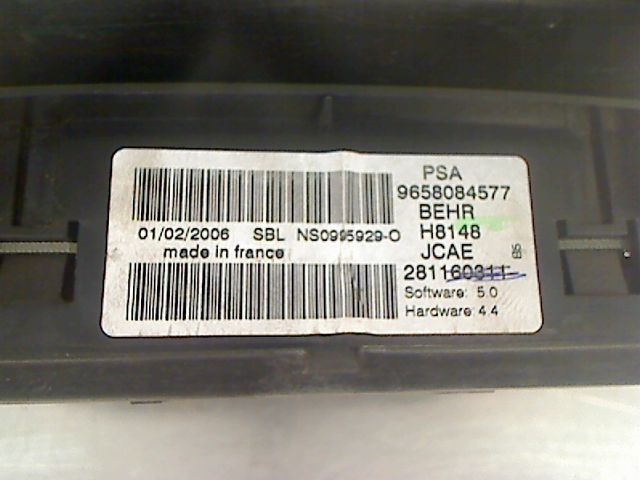 PSA
9658084577
BEHR
01/02/2006 SBL NS0995929-O H8148
made in france JCAE
281160311
Software: 5.0
Hardware: 4.4